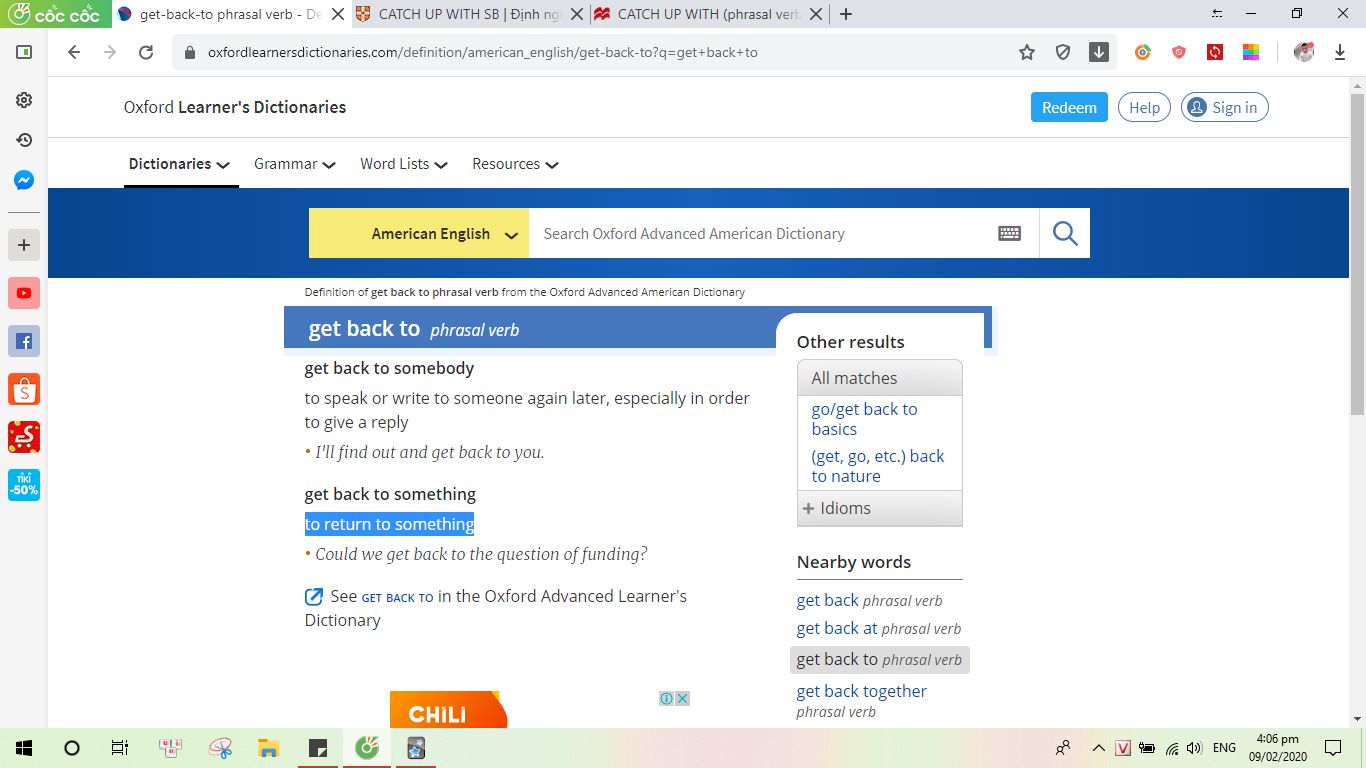 cốc cốc
get-back-to phrasal verb - De
CATCH UP WITH SB | Định ngh
CATCH UP WITH (phrasal verb
oxfordlearnersdictionaries.com/definition/american_english/get-back-to?q=get+back+to
Oxford Learner's Dictionaries
Redeem
Help
Sign in
Dictionaries
Grammar
Word Lists
Resources
American English
Search Oxford Advanced American Dictionary
Definition of get back to phrasal verb from the Oxford Advanced American Dictionary
get back to phrasal verb
get back to somebody
to speak or write to someone again later, especially in order
to give a reply
• I'll find out and get back to you.
get back to something
to return to something
• Could we get back to the question of funding?
See GET BACK TO in the Oxford Advanced Learner's
Dictionary
Other results
All matches
go/get back to
basics
(get, go, etc.) back
to nature
+ Idioms
Nearby words
get back phrasal verb
get back at phrasal verb
get back to phrasal verb
get back together
phrasal verb
CHiLi
TIKI
-50%
ENG
4:06 pm
09/02/2020